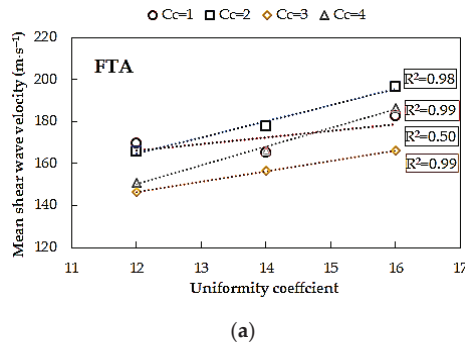 Cc=1 Cc=2 Cc=3 Cc=4
220
200
180
160
140
120
Mean shear wave velocity (m·s⁻¹)
FTA
R²=0.98
R²=0.99
R²=0.50
R²=0.99
11 12 13 14 15 16 17
Uniformity coeffcient
(a)